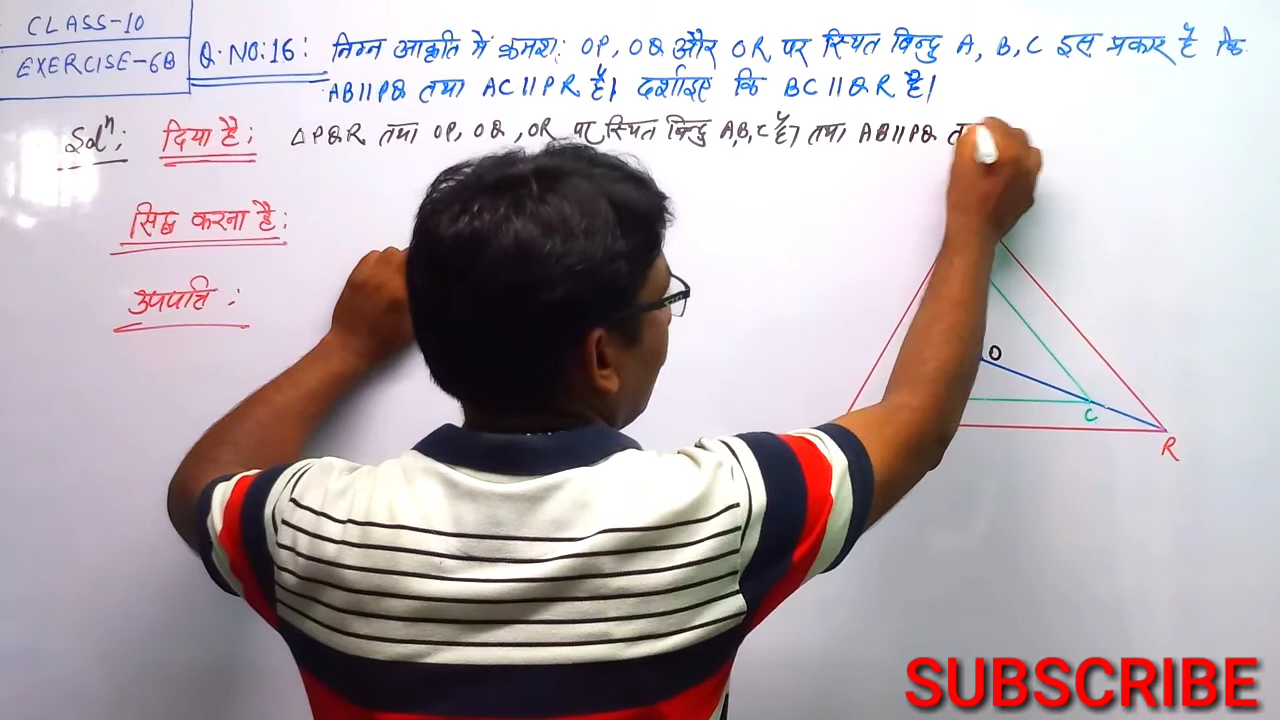 CLASS-10
EXERCISE-6B
Q.NO:16: निम्न आकृति में क्रमश: OP, OQ और OR पर स्थित बिन्दु A, B, C इस प्रकार है कि
AB||PQ तथा AC||PR है। दर्शाइए कि BC||QR है।
Solⁿ: दिया है: △PQR तथा OP, OQ, OR पर स्थित बिन्दु A,B,C है। तथा AB||PQ त
सिद्ध करना है:
उपपत्ति:
O
C
R
SUBSCRIBE